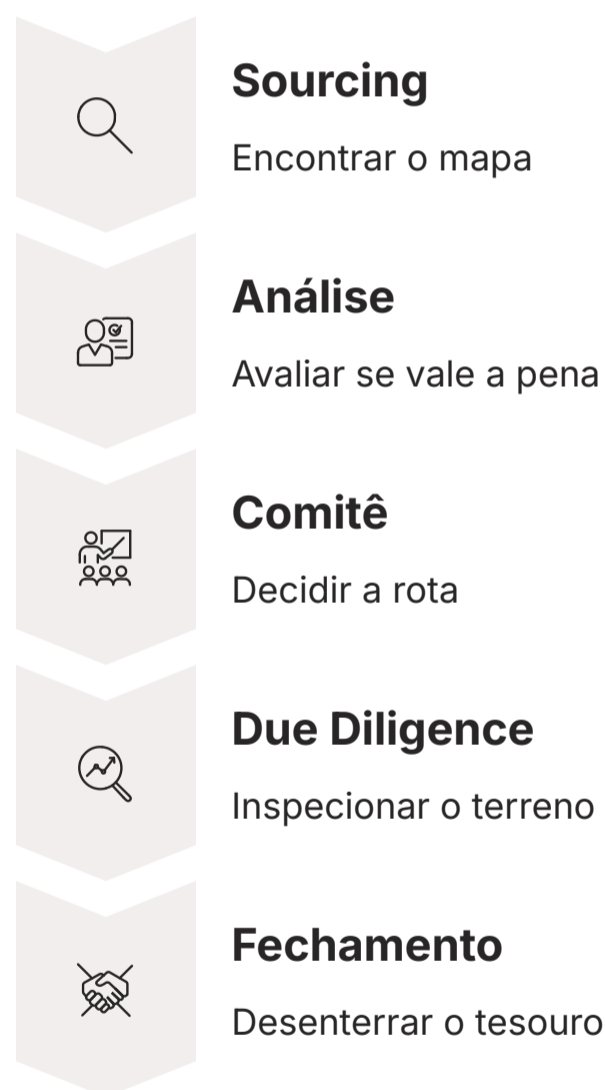 Sourcing
Encontrar o mapa
Análise
Avaliar se vale a pena
Comitê
Decidir a rota
Due Diligence
Inspecionar o terreno
Fechamento
Desenterrar o tesouro